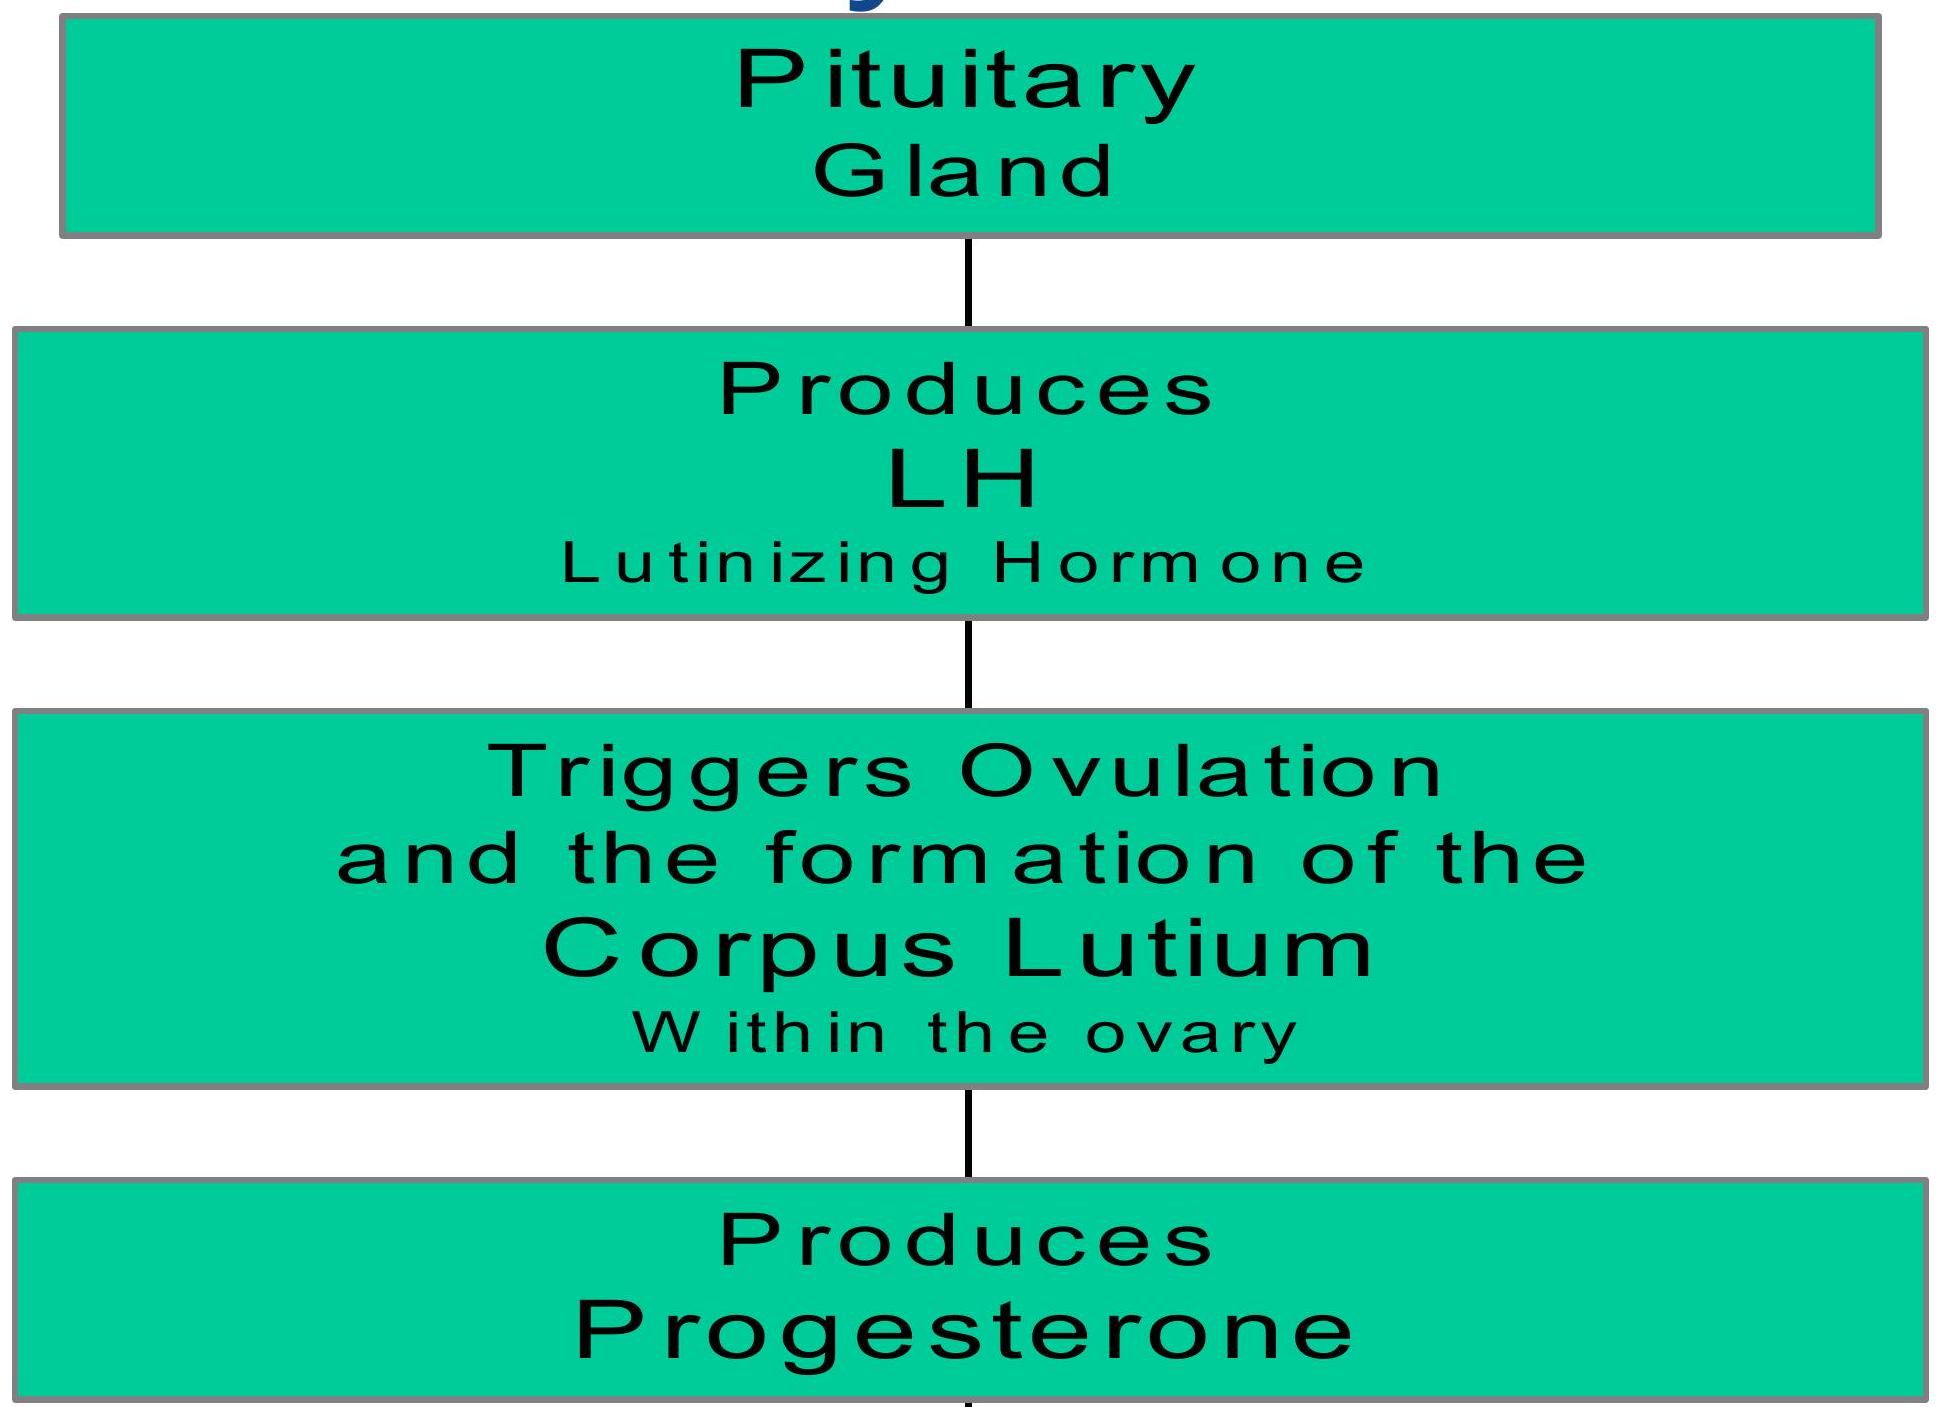 Pituitary
Gland
Produces
LH
Lutinizing Hormone
Triggers Ovulation
and the formation of the
Corpus Lutium
Within the ovary
Produces
Progesterone